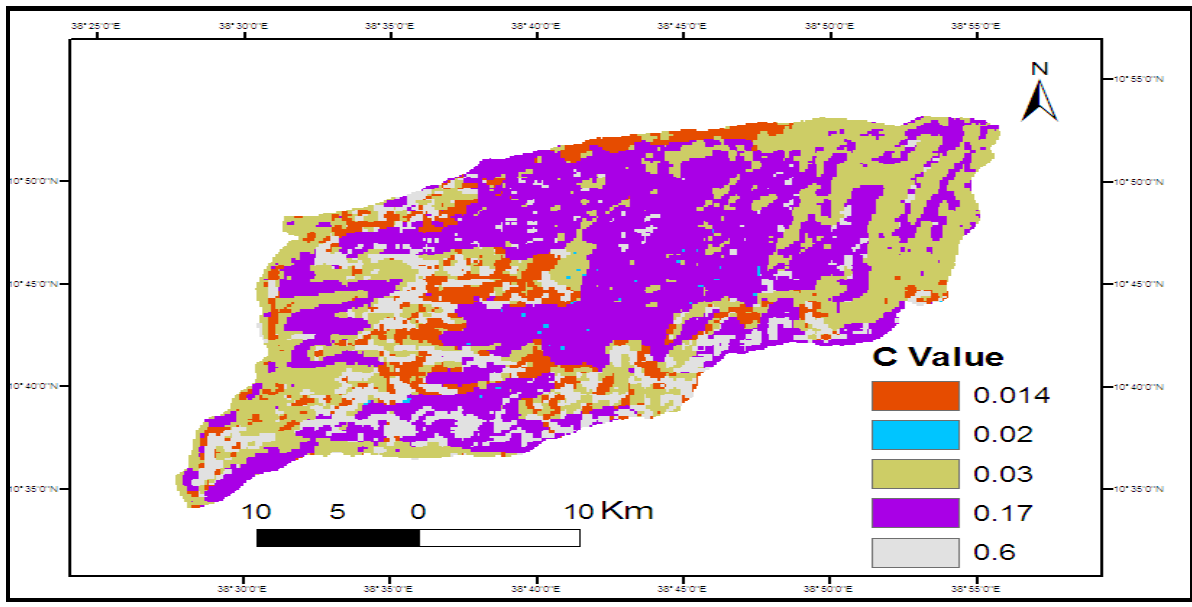 38°25'0"E 38°30'0"E 38°35'0"E 38°40'0"E 38°45'0"E 38°50'0"E 38°55'0"E
N
10°55'0"N
10°50'0"N 10°50'0"N
10°45'0"N 10°45'0"N
10°40'0"N 10°40'0"N
10°35'0"N 10°35'0"N
C Value
0.014
0.02
0.03
0.17
0.6
10 5 0 10 Km
38°30'0"E 38°35'0"E 38°40'0"E 38°45'0"E 38°50'0"E 38°55'0"E